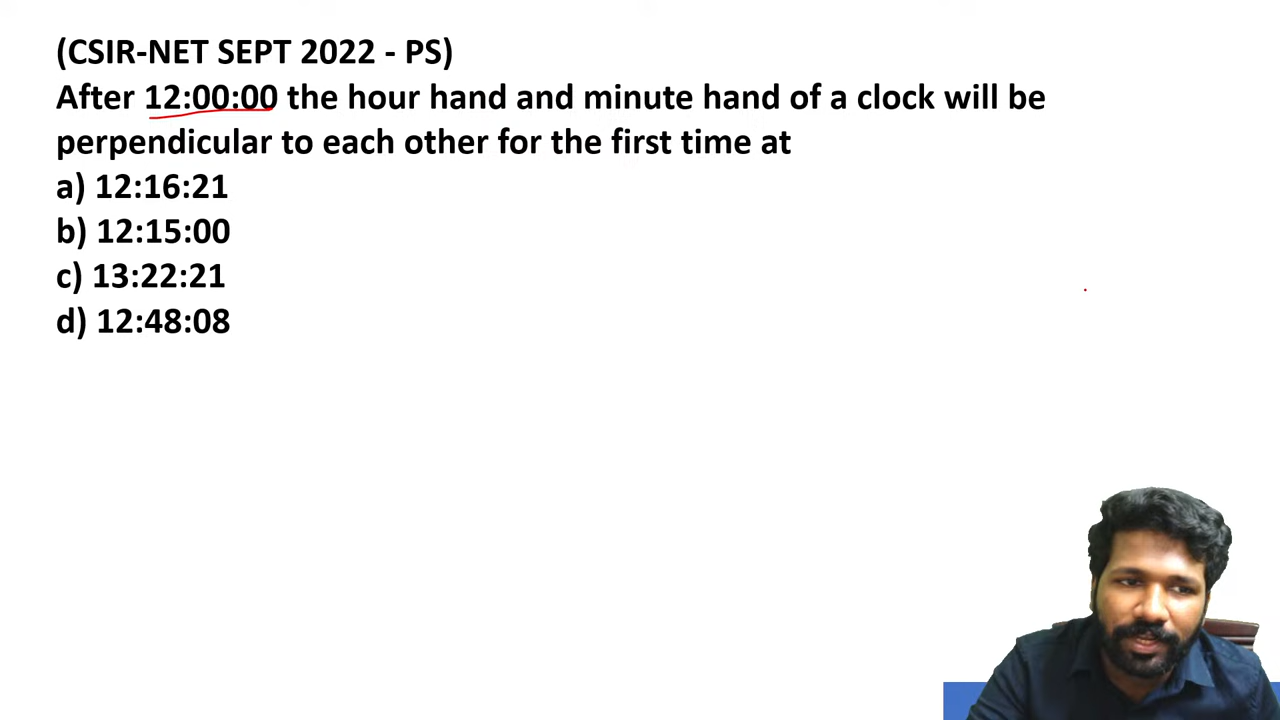 (CSIR-NET SEPT 2022 - PS)
After 12:00:00 the hour hand and minute hand of a clock will be
perpendicular to each other for the first time at
a) 12:16:21
b) 12:15:00
c) 13:22:21
d) 12:48:08